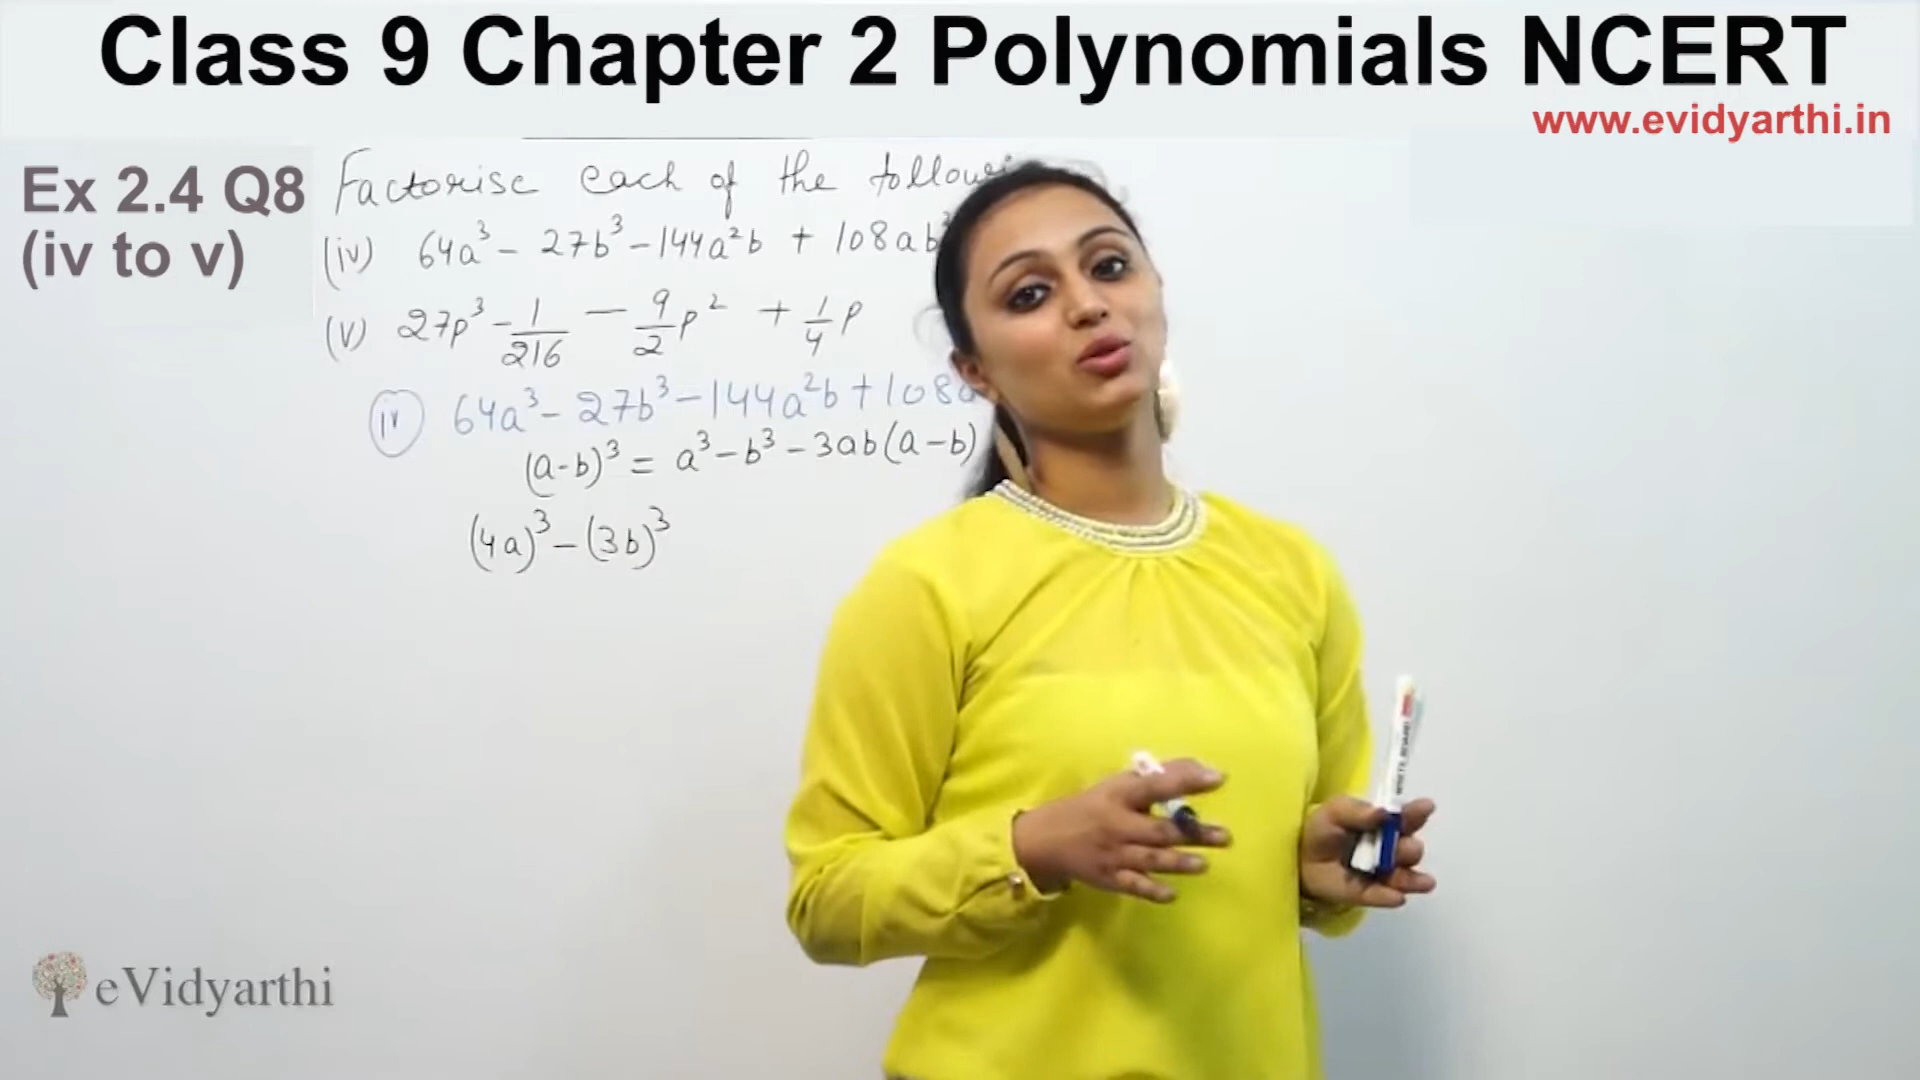 Class 9 Chapter 2 Polynomials NCERT
www.evidyarthi.in
Ex 2.4 Q8
(iv to v)
Factorise each of the
(iv) 64a³ - 27b³ - 144a²b + 108ab
(v) 27p³ - 1/216 - 9/2 p² + 1/4 p
iv 64a³ - 27b³ - 144a²b + 108a
(a-b)³ = a³ - b³ - 3ab(a-b)
(4a)³ - (3b)³
WHITE BOARD
eVidyarthi